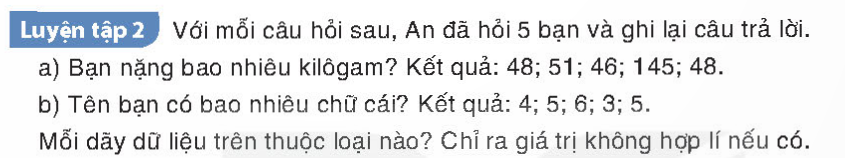 Luyện tập 2 Với mỗi câu hỏi sau, An đã hỏi 5 bạn và ghi lại câu trả lời.
a) Bạn nặng bao nhiêu kilôgam? Kết quả: 48; 51; 46; 145; 48.
b) Tên bạn có bao nhiêu chữ cái? Kết quả: 4; 5; 6; 3; 5.
Mỗi dãy dữ liệu trên thuộc loại nào? Chỉ ra giá trị không hợp lí nếu có.